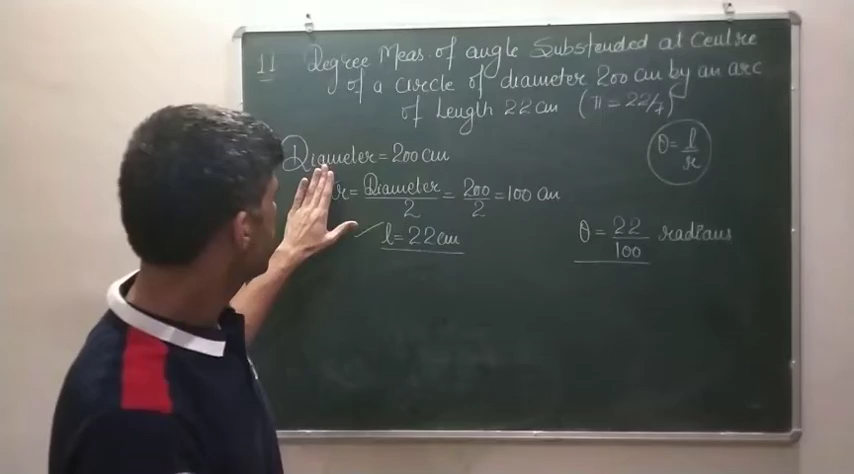 11 Degree Meas. of angle Substended at Centre
of a circle of diameter 200 cm by an arc
of Length 22 cm (π = 22/7)
θ = l/r
Diameter = 200 cm
r = Diameter/2 = 200/2 = 100 cm
l = 22 cm
θ = 22/100 radians